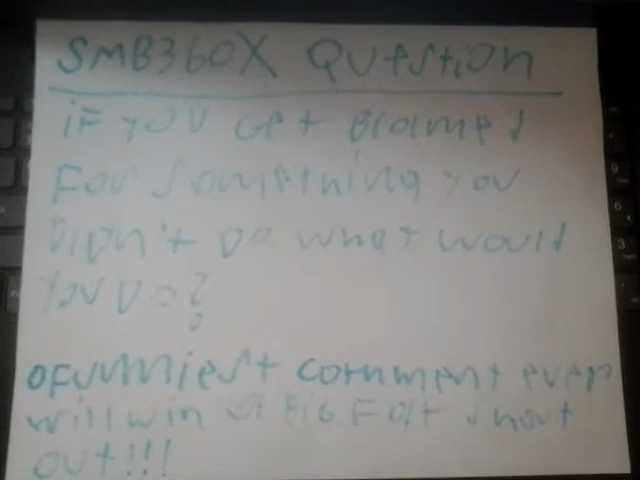 SMB360X Question
iF YOU Get Blamed
For Something you
Didn't Do what would
you Do?
Funniest comment ever
will win a BiG Fat shout
out!!!